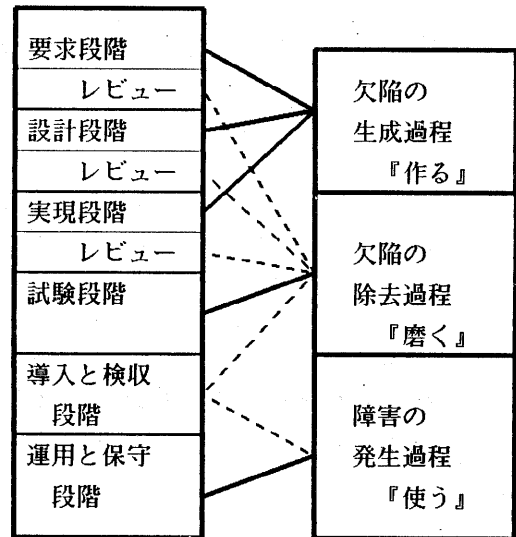 要求段階
レビュー
設計段階
レビュー
実現段階
レビュー
試験段階
導入と検収
段階
運用と保守
段階
欠陥の
生成過程
『作る』
欠陥の
除去過程
『磨く』
障害の
発生過程
『使う』